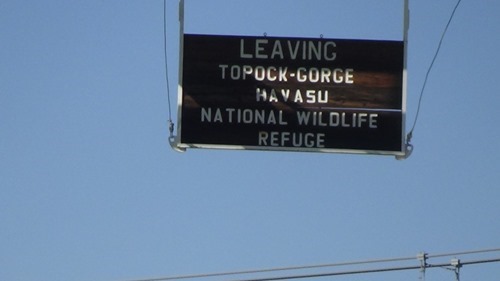 LEAVING
TOPOCK-GORGE
HAVASU
NATIONAL WILDLIFE
REFUGE